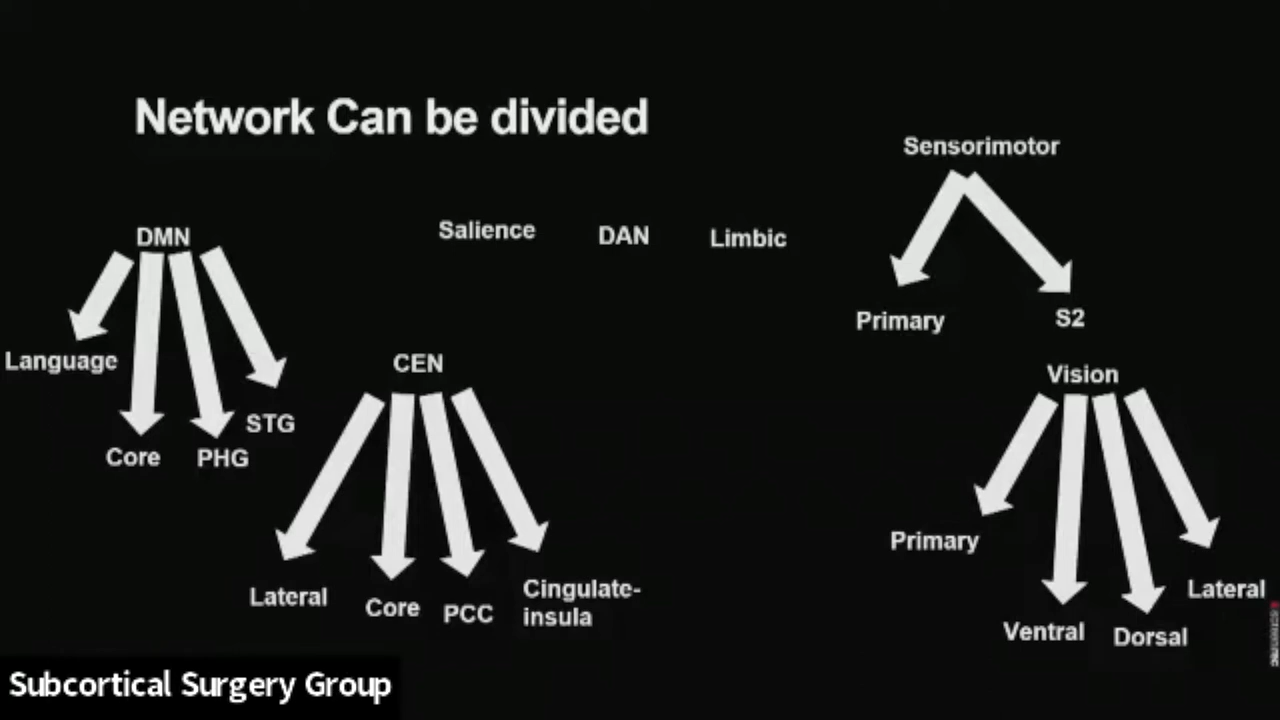 Network Can be divided
Sensorimotor
DMN
Salience
DAN
Limbic
Primary
S2
Language
CEN
Vision
STG
Core
PHG
Primary
Lateral
Core
PCC
Cingulate-
insula
Ventral
Dorsal
Lateral
Subcortical Surgery Group